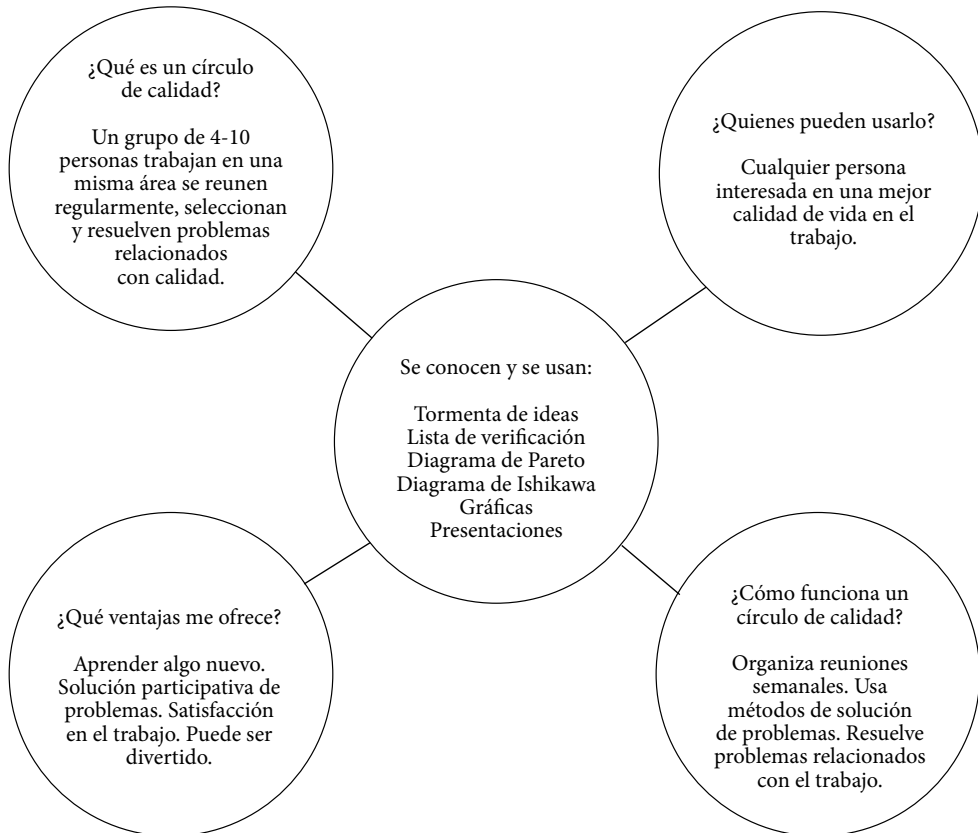 ¿Qué es un círculo
de calidad?
Un grupo de 4-10
personas trabajan en una
misma área se reunen
regularmente, seleccionan
y resuelven problemas
relacionados
con calidad.
¿Quienes pueden usarlo?
Cualquier persona
interesada en una mejor
calidad de vida en el
trabajo.
Se conocen y se usan:
Tormenta de ideas
Lista de verificación
Diagrama de Pareto
Diagrama de Ishikawa
Gráficas
Presentaciones
¿Qué ventajas me ofrece?
Aprender algo nuevo.
Solución participativa de
problemas. Satisfacción
en el trabajo. Puede ser
divertido.
¿Cómo funciona un
círculo de calidad?
Organiza reuniones
semanales. Usa
métodos de solución
de problemas. Resuelve
problemas relacionados
con el trabajo.